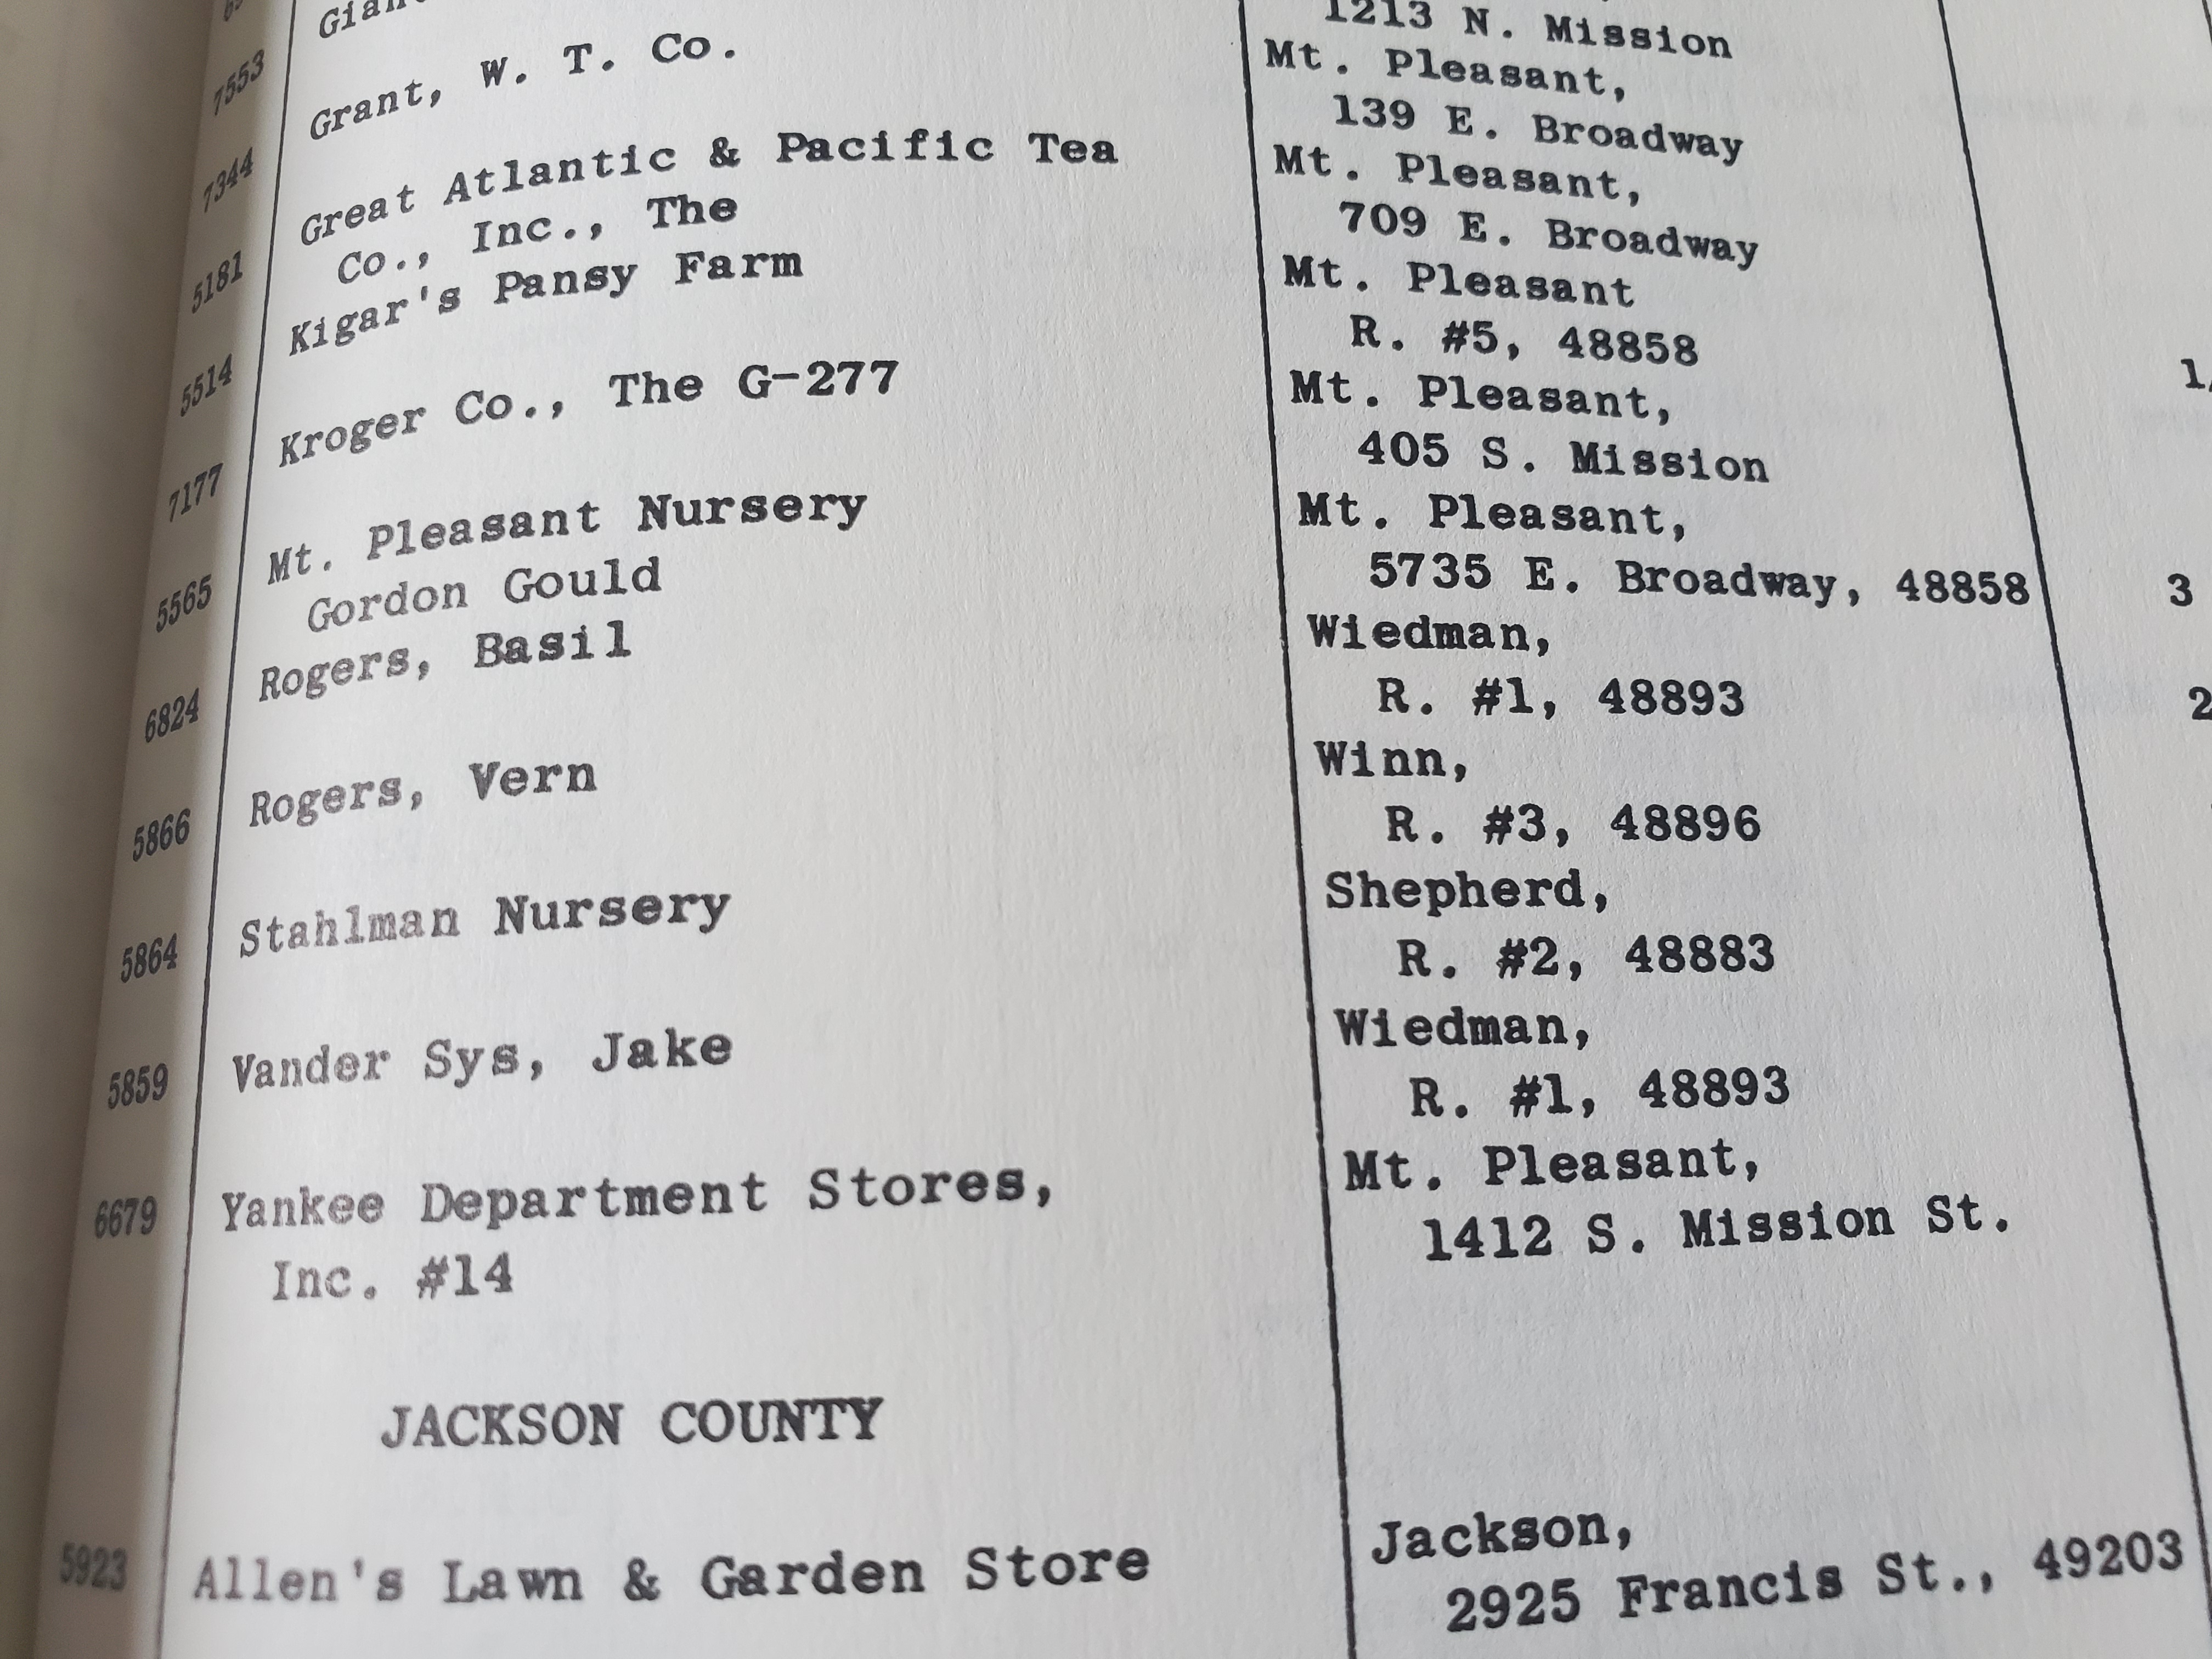 7553
1213 N. Mission
7344 Grant, W. T. Co. Mt. Pleasant,
139 E. Broadway
5181 Great Atlantic & Pacific Tea Mt. Pleasant,
Co., Inc., The 709 E. Broadway
5514 Kigar's Pansy Farm Mt. Pleasant
R. #5, 48858
7177 Kroger Co., The G-277 Mt. Pleasant,
405 S. Mission
5565 Mt. Pleasant Nursery Mt. Pleasant,
Gordon Gould 5735 E. Broadway, 48858 3
6824 Rogers, Basil Wiedman,
R. #1, 48893 2
5866 Rogers, Vern Winn,
R. #3, 48896
5864 Stahlman Nursery Shepherd,
R. #2, 48883
5859 Vander Sys, Jake Wiedman,
R. #1, 48893
6679 Yankee Department Stores, Mt. Pleasant,
Inc. #14 1412 S. Mission St.
JACKSON COUNTY
5923 Allen's Lawn & Garden Store Jackson,
2925 Francis St., 49203